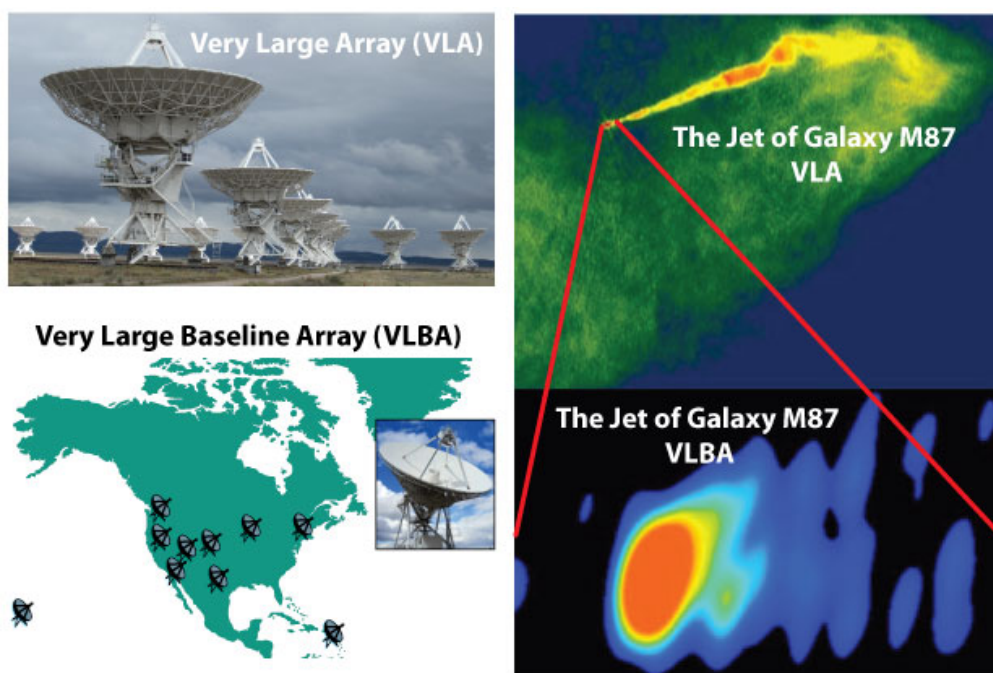 Very Large Array (VLA)
The Jet of Galaxy M87
VLA
Very Large Baseline Array (VLBA)
The Jet of Galaxy M87
VLBA